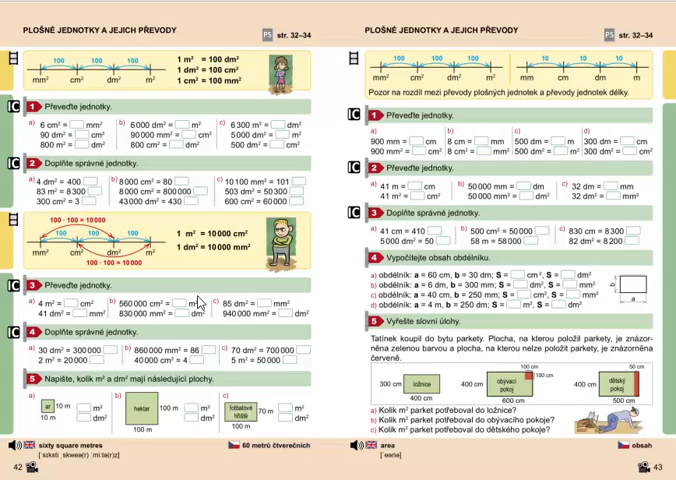 PLOŠNÉ JEDNOTKY A JEJICH PŘEVODY
PS str. 32–34
100 100 100
mm² cm² dm² m²
1 m² = 100 dm²
1 dm² = 100 cm²
1 cm² = 100 mm²
1 Převeďte jednotky.
a) 6 cm² = mm² b) 6 000 dm² = m² c) 6 300 m² = dm²
90 dm² = cm² 90 000 mm² = cm² 5 000 dm² = m²
800 m² = dm² 800 cm² = dm² 500 dm² = cm²
2 Doplňte správné jednotky.
a) 4 dm² = 400 b) 8 000 cm² = 80 c) 10 100 mm² = 101
83 m² = 8 300 8 000 cm² = 800 000 503 dm² = 50 300
300 cm² = 3 43 000 dm² = 430 600 cm² = 60 000
100 · 100 = 10 000
100 100 100
mm² cm² dm² m²
100 · 100 = 10 000
1 m² = 10 000 cm²
1 dm² = 10 000 mm²
3 Převeďte jednotky.
a) 4 m² = cm² b) 560 000 cm² = m² c) 85 dm² = mm²
41 dm² = mm² 830 000 mm² = dm² 940 000 mm² = dm²
4 Doplňte správné jednotky.
a) 30 dm² = 300 000 b) 860 000 mm² = 86 c) 70 dm² = 700 000
2 m² = 20 000 40 000 cm² = 4 5 m² = 50 000
5 Napište, kolik m² a dm² mají následující plochy.
a) ar 10 m 10 m m² dm²
b) hektar 100 m 100 m m² dm²
c) fotbalové hřiště 70 m 100 m m² dm²
sixty square metres
60 metrů čtverečních
42
PLOŠNÉ JEDNOTKY A JEJICH PŘEVODY
PS str. 32–34
100 100 100
mm² cm² dm² m²
10 10 10
mm cm dm m
Pozor na rozdíl mezi převody plošných jednotek a převody jednotek délky.
1 Převeďte jednotky.
a) b) c) d)
900 mm = cm 8 cm = mm 500 dm = m 300 dm = cm
900 mm² = cm² 8 cm² = mm² 500 dm² = m² 300 dm² = cm²
2 Převeďte jednotky.
a) 41 m = cm b) 50 000 mm = dm c) 32 dm = mm
41 m² = cm² 50 000 mm² = dm² 32 dm² = mm²
3 Doplňte správné jednotky.
a) 41 cm = 410 b) 500 cm² = 50 000 c) 830 cm = 8 300
5 000 dm² = 50 58 m = 58 000 82 dm² = 8 200
4 Vypočítejte obsah obdélníku.
a) obdélník: a = 60 cm, b = 30 dm; S = cm², S = dm²
b) obdélník: a = 6 dm, b = 300 mm; S = dm², S = mm²
c) obdélník: a = 40 cm, b = 250 mm; S = cm², S = mm²
d) obdélník: a = 4 m, b = 250 dm; S = m², S = dm²
b
a
5 Vyřešte slovní úlohy.
Tatínek koupil do bytu parkety. Plocha, na kterou položil parkety, je znázor-
něna zelenou barvou a plocha, na kterou nelze položit parkety, je znázorněna
červeně.
300 cm ložnice 400 cm
100 cm 100 cm 400 cm obývací pokoj 600 cm
50 cm 400 cm dětský pokoj 500 cm
a) Kolik m² parket potřeboval do ložnice?
b) Kolik m² parket potřeboval do obývacího pokoje?
c) Kolik m² parket potřeboval do dětského pokoje?
area
obsah
43